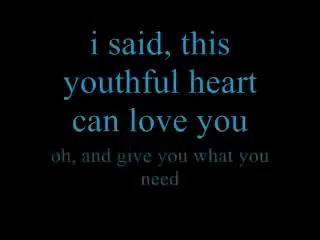 i said, this
youthful heart
can love you
oh, and give you what you
need